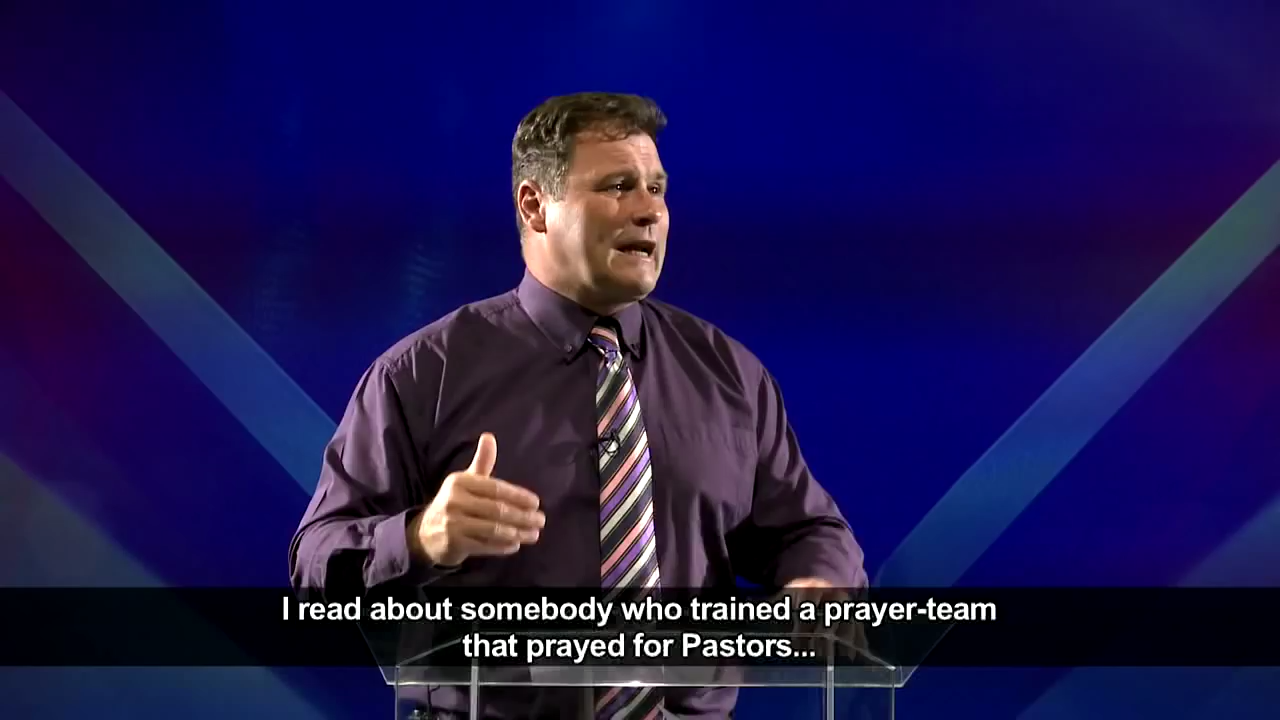 I read about somebody who trained a prayer-team
that prayed for Pastors...